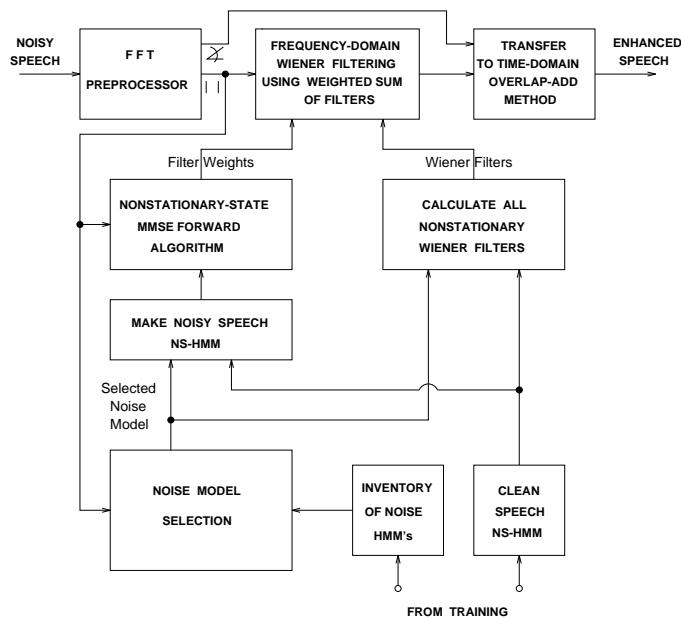 NOISY
SPEECH
F F T
PREPROCESSOR
| |
FREQUENCY-DOMAIN
WIENER FILTERING
USING WEIGHTED SUM
OF FILTERS
TRANSFER
TO TIME-DOMAIN
OVERLAP-ADD
METHOD
ENHANCED
SPEECH
Filter Weights
Wiener Filters
NONSTATIONARY-STATE
MMSE FORWARD
ALGORITHM
CALCULATE ALL
NONSTATIONARY
WIENER FILTERS
MAKE NOISY SPEECH
NS-HMM
Selected
Noise
Model
NOISE MODEL
SELECTION
INVENTORY
OF NOISE
HMM's
CLEAN
SPEECH
NS-HMM
FROM TRAINING